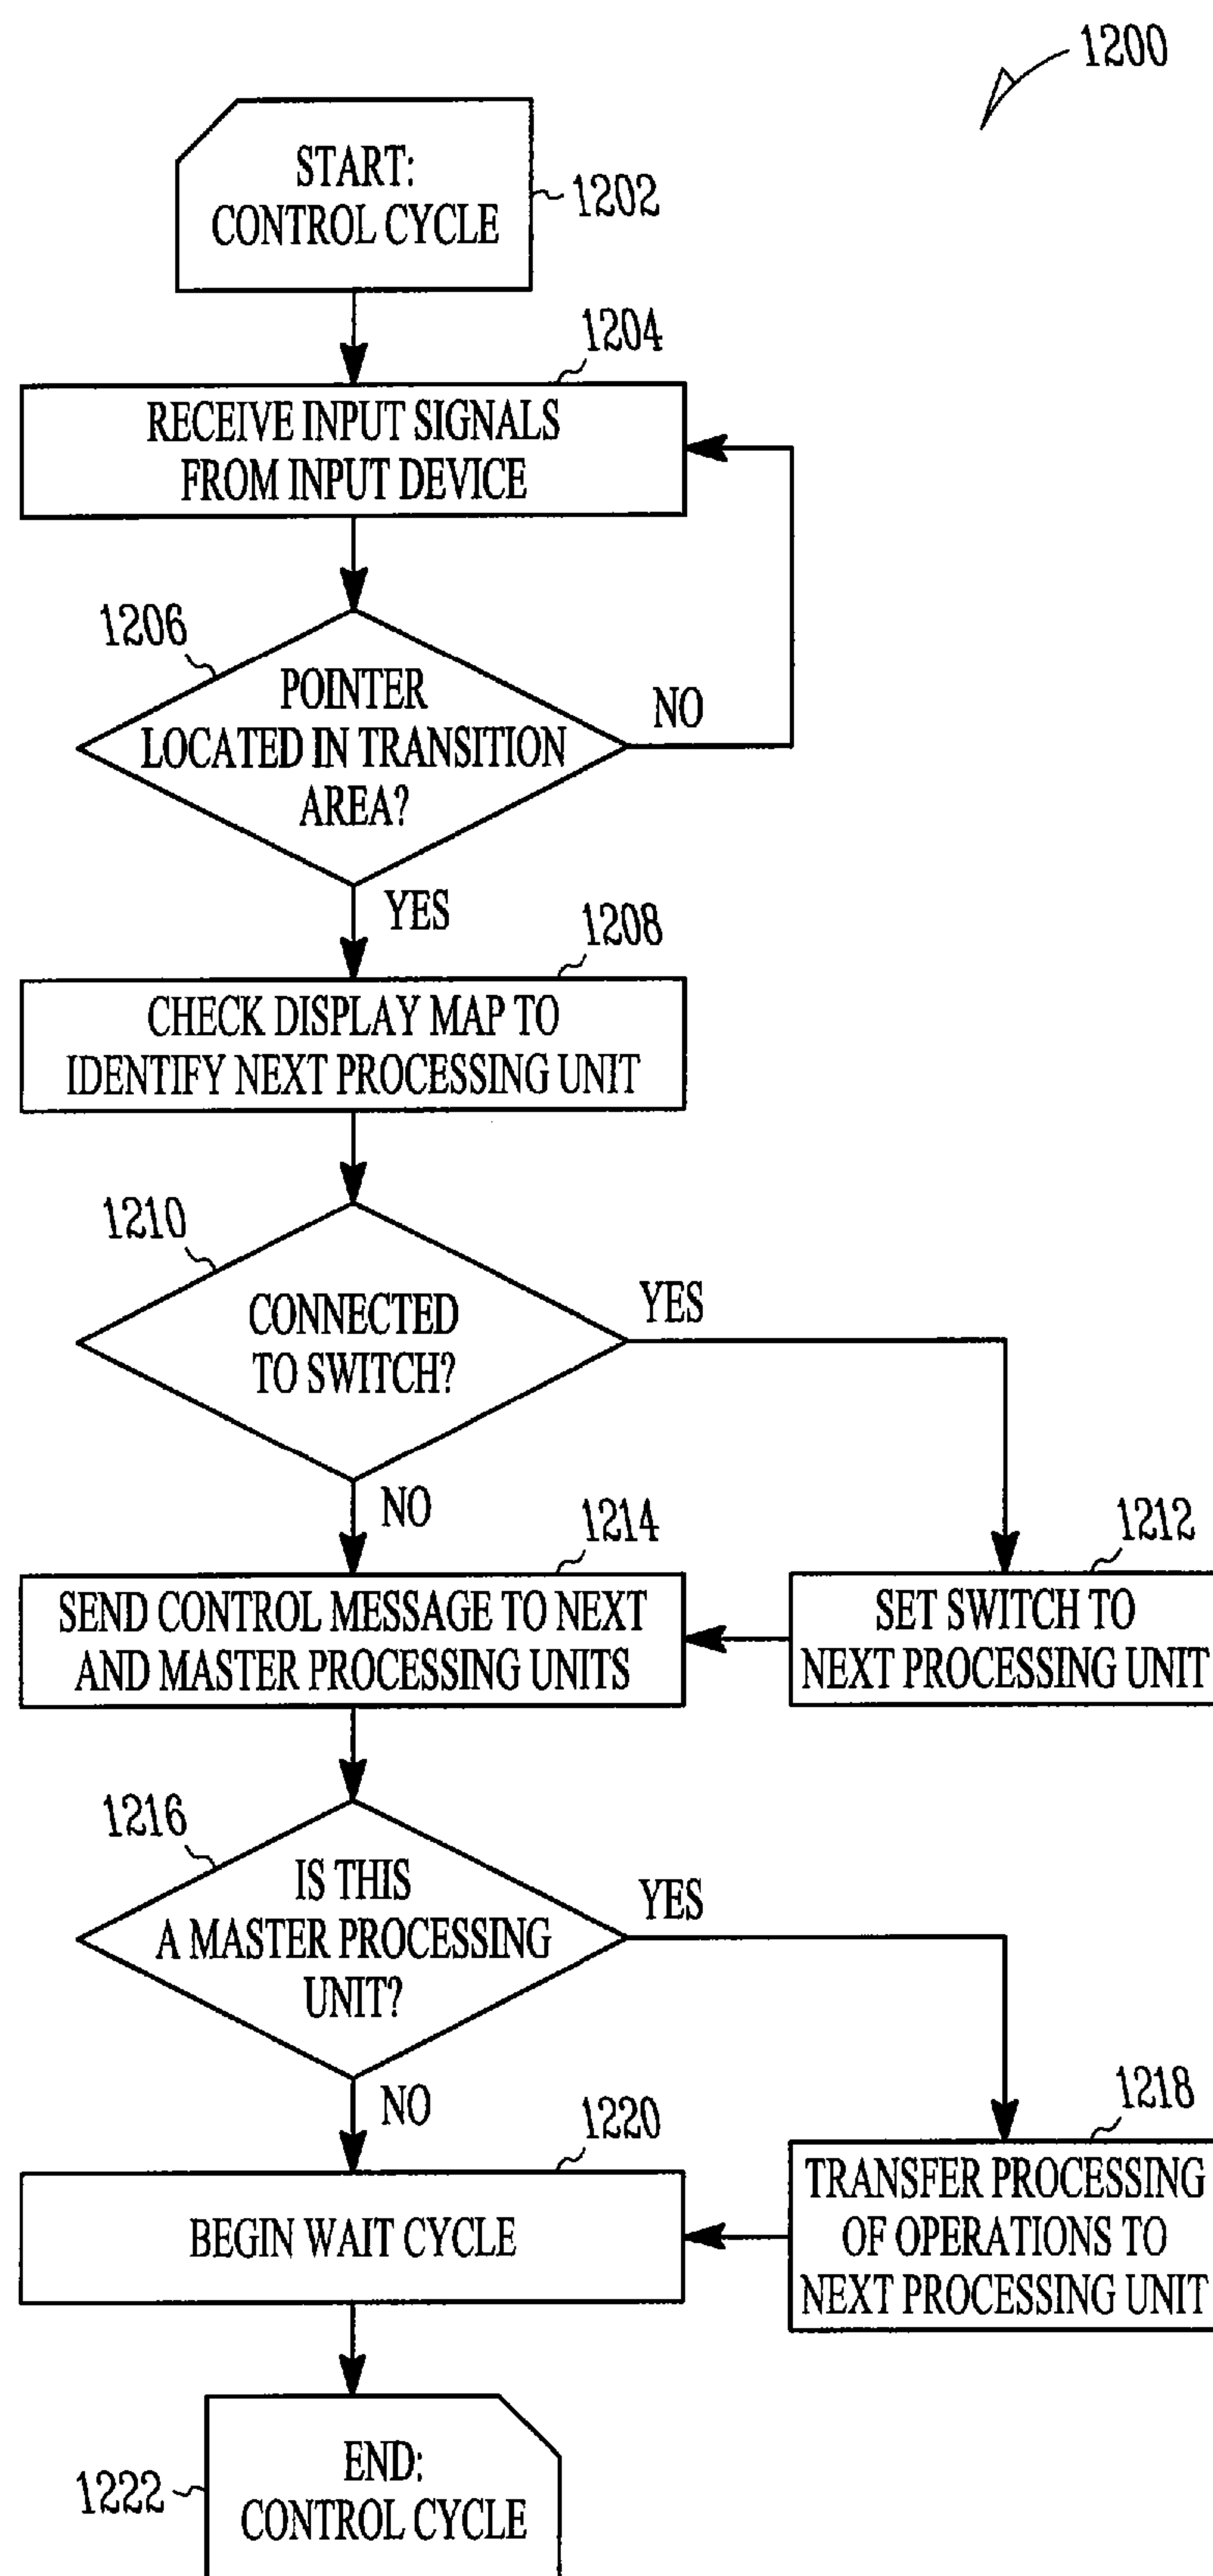 1200
START:
CONTROL CYCLE
1202
1204
RECEIVE INPUT SIGNALS
FROM INPUT DEVICE
1206
POINTER
LOCATED IN TRANSITION
AREA?
NO
YES
1208
CHECK DISPLAY MAP TO
IDENTIFY NEXT PROCESSING UNIT
1210
CONNECTED
TO SWITCH?
YES
NO
1214
SEND CONTROL MESSAGE TO NEXT
AND MASTER PROCESSING UNITS
1212
SET SWITCH TO
NEXT PROCESSING UNIT
1216
IS THIS
A MASTER PROCESSING
UNIT?
YES
NO
1220
BEGIN WAIT CYCLE
1218
TRANSFER PROCESSING
OF OPERATIONS TO
NEXT PROCESSING UNIT
1222
END:
CONTROL CYCLE